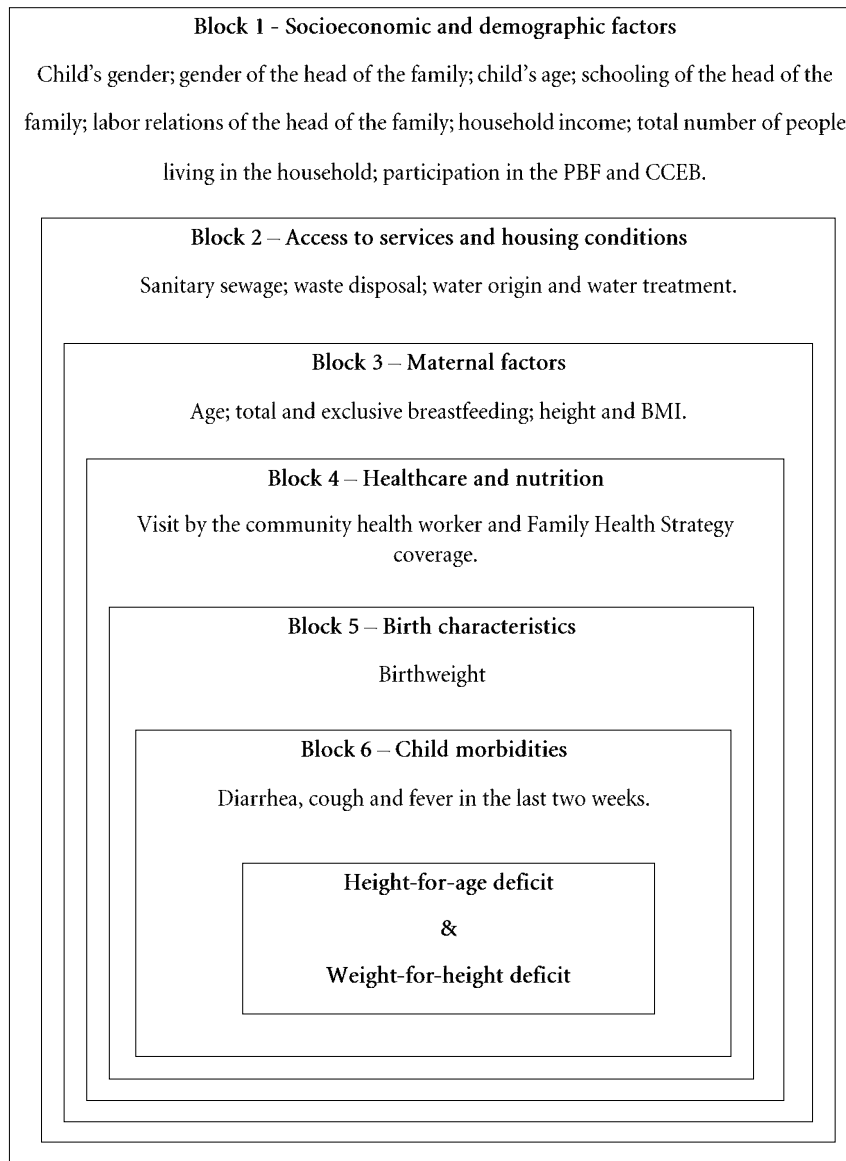 Block 1 - Socioeconomic and demographic factors
Child's gender; gender of the head of the family; child's age; schooling of the head of the
family; labor relations of the head of the family; household income; total number of people
living in the household; participation in the PBF and CCEB.
Block 2 – Access to services and housing conditions
Sanitary sewage; waste disposal; water origin and water treatment.
Block 3 – Maternal factors
Age; total and exclusive breastfeeding; height and BMI.
Block 4 – Healthcare and nutrition
Visit by the community health worker and Family Health Strategy
coverage.
Block 5 – Birth characteristics
Birthweight
Block 6 – Child morbidities
Diarrhea, cough and fever in the last two weeks.
Height-for-age deficit
&
Weight-for-height deficit